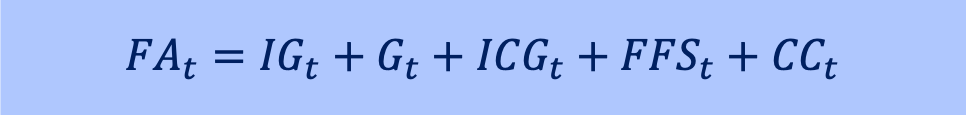 FA_t = IG_t + G_t + ICG_t + FFS_t + CC_t